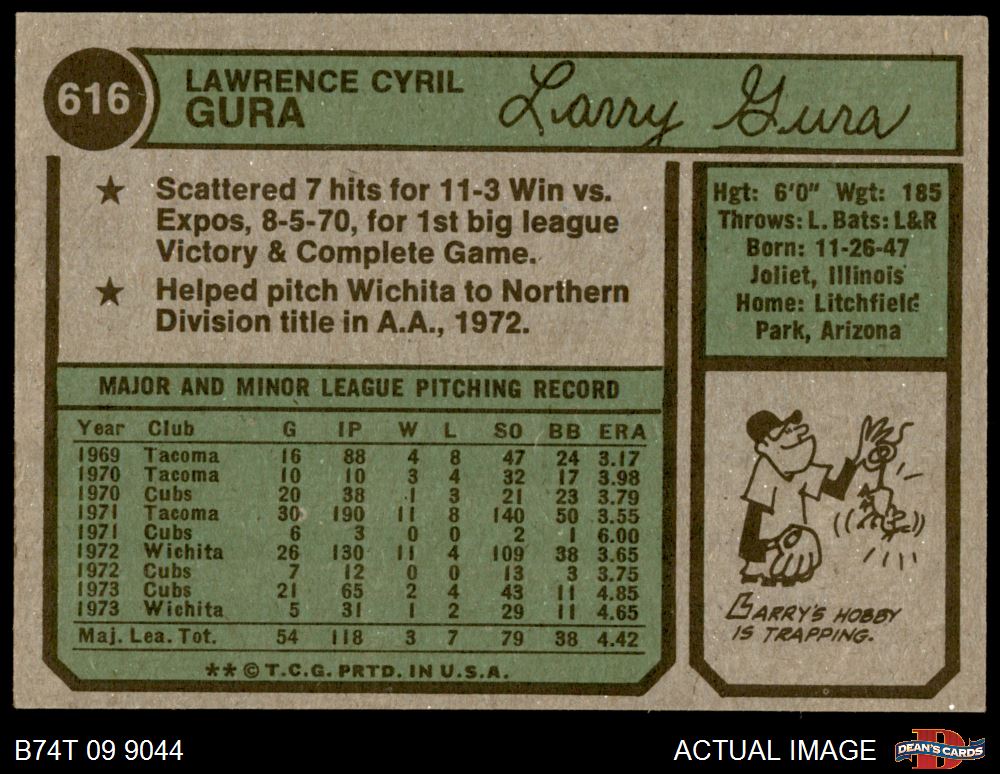 616
LAWRENCE CYRIL
GURA
Larry Gura
★ Scattered 7 hits for 11-3 Win vs.
Expos, 8-5-70, for 1st big league
Victory & Complete Game.
★ Helped pitch Wichita to Northern
Division title in A.A., 1972.
Hgt: 6'0" Wgt: 185
Throws: L. Bats: L&R
Born: 11-26-47
Joliet, Illinois
Home: Litchfield
Park, Arizona
MAJOR AND MINOR LEAGUE PITCHING RECORD
Year Club G IP W L SO BB ERA
1969 Tacoma 16 88 4 8 47 24 3.17
1970 Tacoma 10 10 3 4 32 17 3.98
1970 Cubs 20 38 1 3 21 23 3.79
1971 Tacoma 30 190 11 8 140 50 3.55
1971 Cubs 6 3 0 0 2 1 6.00
1972 Wichita 26 130 11 4 109 38 3.65
1972 Cubs 7 12 0 0 13 3 3.75
1973 Cubs 21 65 2 4 43 11 4.85
1973 Wichita 5 31 1 2 29 11 4.65
Maj. Lea. Tot. 54 118 3 7 79 38 4.42
** © T.C.G. PRTD. IN U.S.A.
BARRY'S HOBBY
IS TRAPPING.
B74T 09 9044
ACTUAL IMAGE
D
DEAN'S CARDS